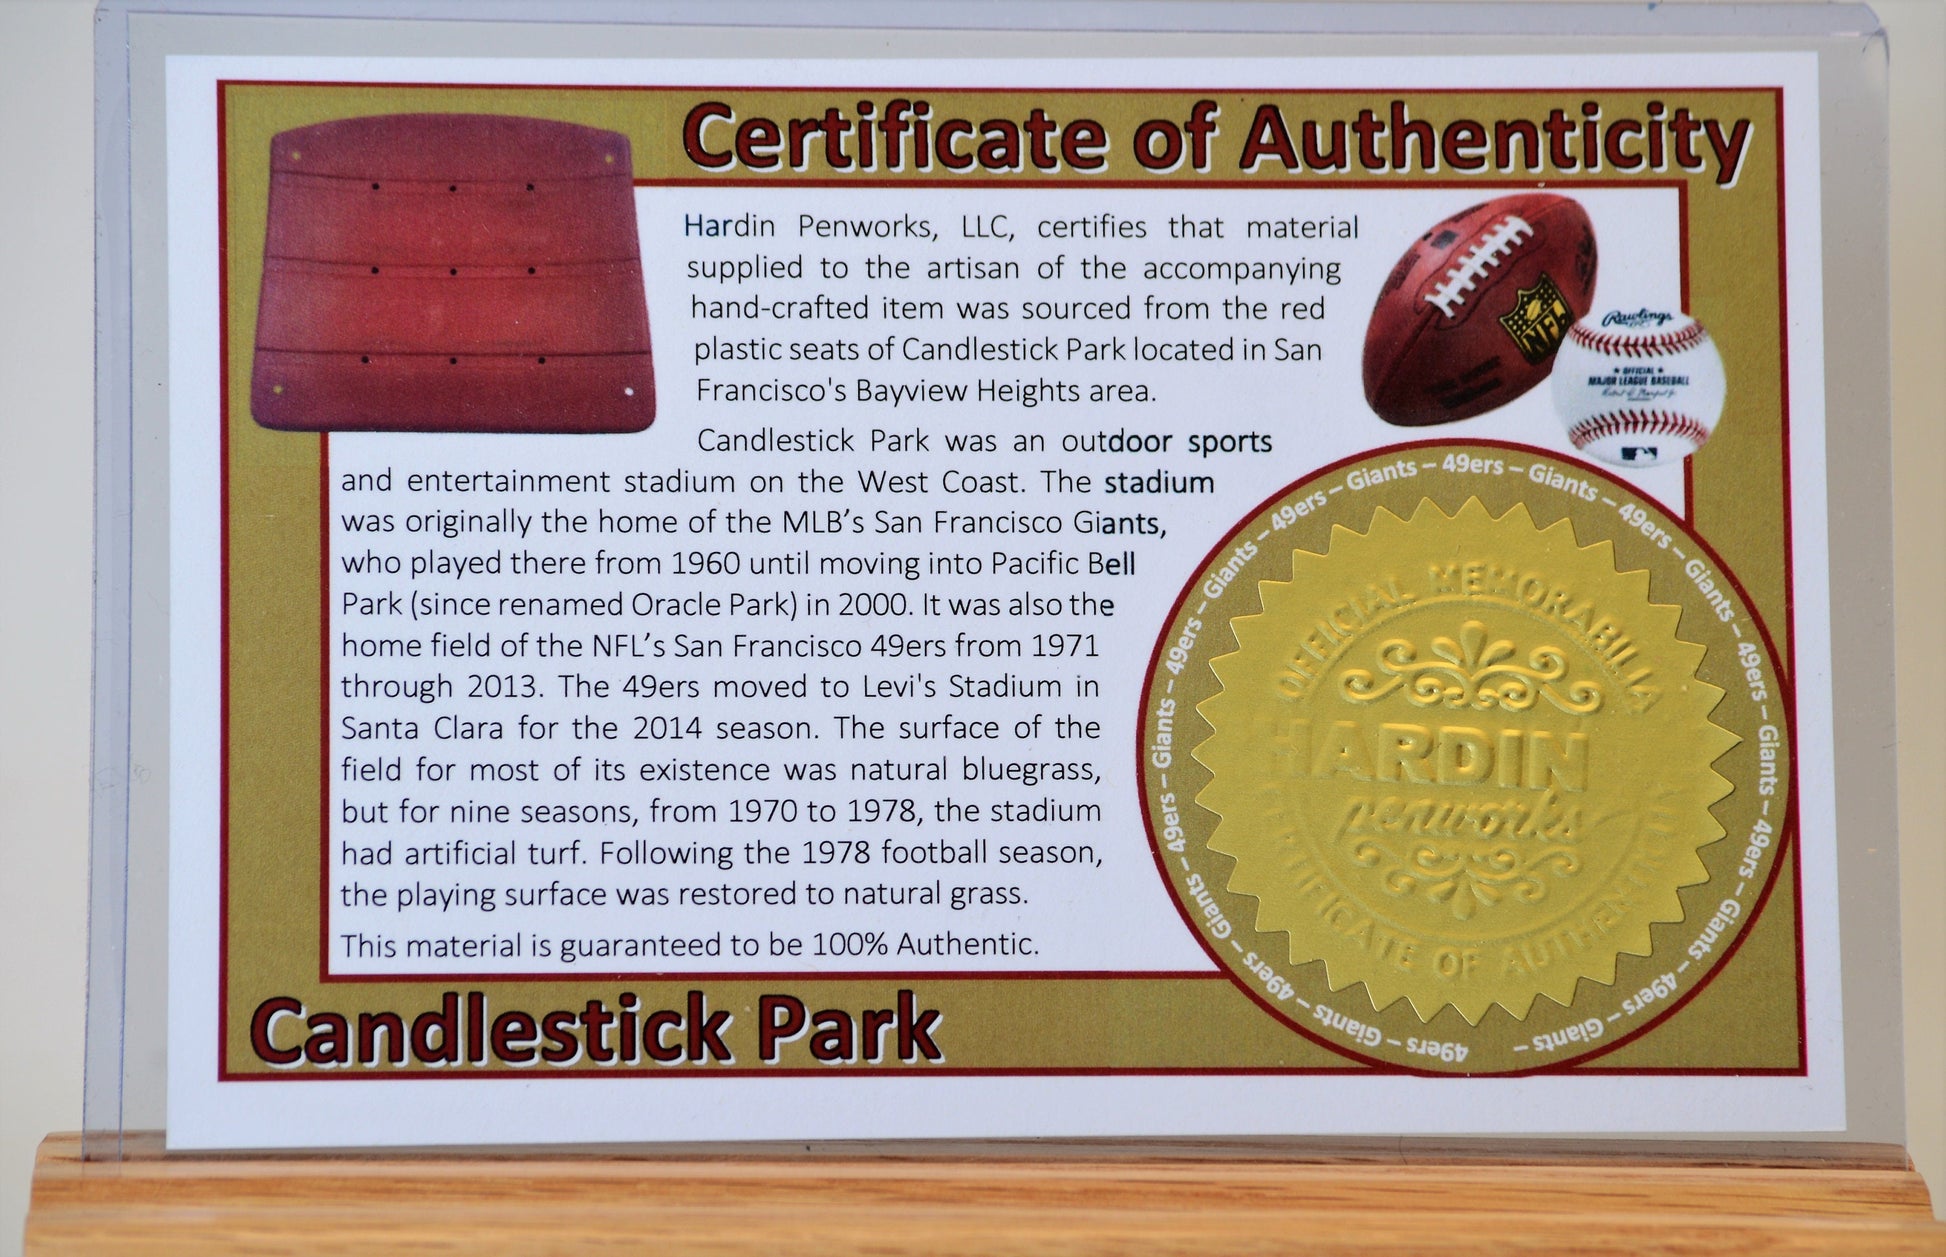 Certificate of Authenticity
Hardin Penworks, LLC, certifies that material
supplied to the artisan of the accompanying
hand-crafted item was sourced from the red
plastic seats of Candlestick Park located in San
Francisco's Bayview Heights area.
Candlestick Park was an outdoor sports
and entertainment stadium on the West Coast. The stadium
was originally the home of the MLB’s San Francisco Giants,
who played there from 1960 until moving into Pacific Bell
Park (since renamed Oracle Park) in 2000. It was also the
home field of the NFL’s San Francisco 49ers from 1971
through 2013. The 49ers moved to Levi's Stadium in
Santa Clara for the 2014 season. The surface of the
field for most of its existence was natural bluegrass,
but for nine seasons, from 1970 to 1978, the stadium
had artificial turf. Following the 1978 football season,
the playing surface was restored to natural grass.
This material is guaranteed to be 100% Authentic.
Candlestick Park
NFL
Rawlings
OFFICIAL
MAJOR LEAGUE BASEBALL
49ers – Giants – 49ers – Giants – 49ers – Giants – 49ers – Giants – 49ers – Giants – 49ers – Giants – 49ers – Giants – 49ers – Giants – 49ers – Giants – 49ers – Giants –
OFFICIAL MEMORABILIA
HARDIN
penworks
CERTIFICATE OF AUTHENTICITY